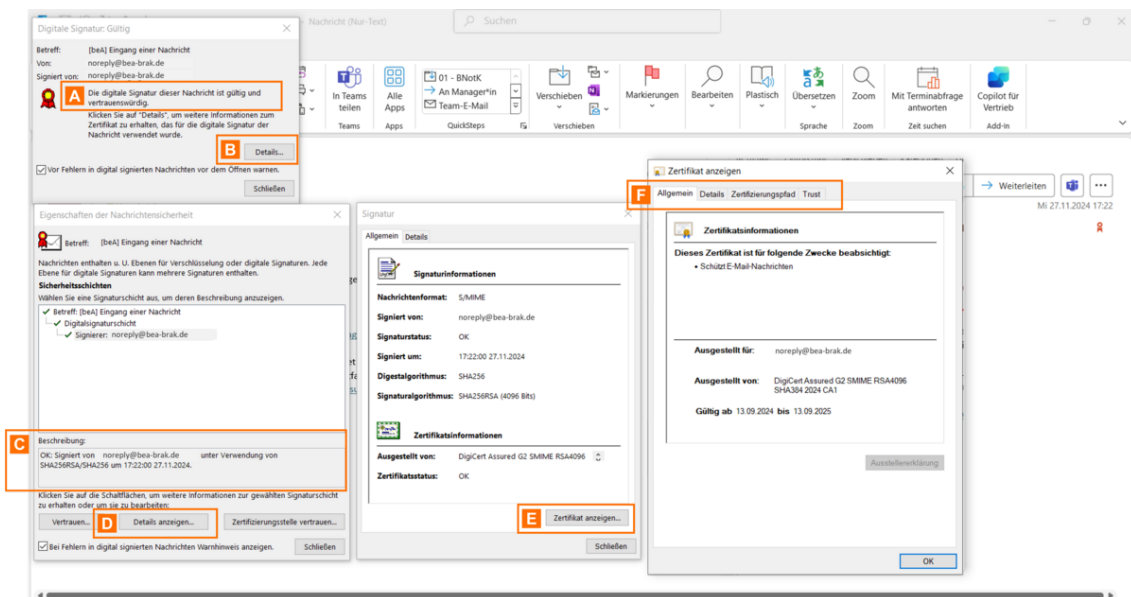 Nachricht (Nur-Text)
Suchen
Digitale Signatur: Gültig
Betreff: [beA] Eingang einer Nachricht
Von: noreply@bea-brak.de
Signiert von: noreply@bea-brak.de
A
Die digitale Signatur dieser Nachricht ist gültig und
vertrauenswürdig.
Klicken Sie auf "Details", um weitere Informationen zum
Zertifikat zu erhalten, das für die digitale Signatur der
Nachricht verwendet wurde.
B
Details...
Vor Fehlern in digital signierten Nachrichten vor dem Öffnen warnen.
Schließen
In Teams
teilen
Teams
Alle
Apps
Apps
01 - BNotK
An Manager*in
Team-E-Mail
QuickSteps
Verschieben
Verschieben
Markierungen
Bearbeiten
Plastisch
Übersetzen
Sprache
Zoom
Zoom
Mit Terminabfrage
antworten
Zeit suchen
Copilot für
Vertrieb
Add-In
Weiterleiten
Mi 27.11.2024 17:22
Eigenschaften der Nachrichtensicherheit
Betreff: [beA] Eingang einer Nachricht
Nachrichten enthalten u. U. Ebenen für Verschlüsselung oder digitale Signaturen. Jede
Ebene für digitale Signaturen kann mehrere Signaturen enthalten.
Sicherheitsschichten
Wählen Sie eine Signaturschicht aus, um deren Beschreibung anzuzeigen.
Betreff: [beA] Eingang einer Nachricht
Digitalsignaturschicht
Signierer: noreply@bea-brak.de
C
Beschreibung:
OK: Signiert von noreply@bea-brak.de unter Verwendung von
SHA256RSA/SHA256 um 17:22:00 27.11.2024.
Klicken Sie auf die Schaltflächen, um weitere Informationen zur gewählten Signaturschicht
zu erhalten oder um sie zu bearbeiten:
Vertrauen...
D
Details anzeigen...
Zertifizierungsstelle vertrauen...
Bei Fehlern in digital signierten Nachrichten Warnhinweis anzeigen.
Schließen
Signatur
Allgemein Details
Signaturinformationen
Nachrichtenformat: S/MIME
Signiert von: noreply@bea-brak.de
Signaturstatus: OK
Signiert um: 17:22:00 27.11.2024
Digestalgorithmus: SHA256
Signaturalgorithmus: SHA256RSA (4096 Bits)
Zertifikatsinformationen
Ausgestellt von: DigiCert Assured G2 SMIME RSA4096
Zertifikatsstatus: OK
E
Zertifikat anzeigen...
Schließen
Zertifikat anzeigen
F
Allgemein Details Zertifizierungspfad Trust
Zertifikatsinformationen
Dieses Zertifikat ist für folgende Zwecke beabsichtigt:
• Schützt E-Mail-Nachrichten
Ausgestellt für: noreply@bea-brak.de
Ausgestellt von: DigiCert Assured G2 SMIME RSA4096
SHA384 2024 CA1
Gültig ab 13.09.2024 bis 13.09.2025
Ausstellererklärung
OK